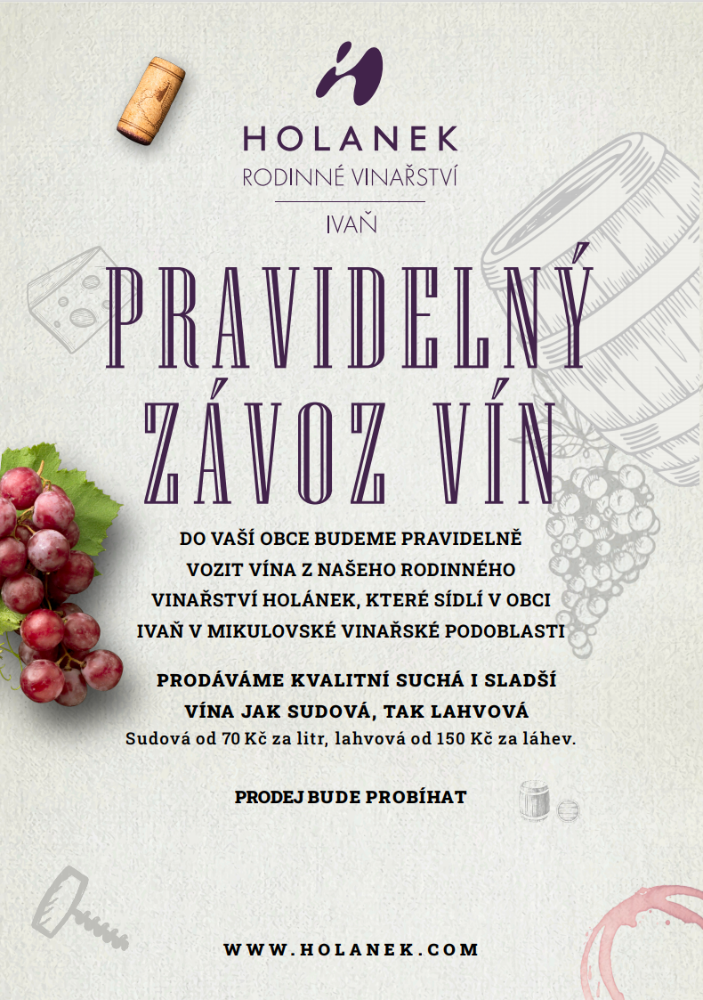 HOLANEK
RODINNÉ VINAŘSTVÍ
IVAŇ
PRAVIDELNÝ
ZÁVOZ VÍN
DO VAŠÍ OBCE BUDEME PRAVIDELNĚ
VOZIT VÍNA Z NAŠEHO RODINNÉHO
VINAŘSTVÍ HOLÁNEK, KTERÉ SÍDLÍ V OBCI
IVAŇ V MIKULOVSKÉ VINAŘSKÉ PODOBLASTI
PRODÁVÁME KVALITNÍ SUCHÁ I SLADŠÍ
VÍNA JAK SUDOVÁ, TAK LAHVOVÁ
Sudová od 70 Kč za litr, lahvová od 150 Kč za láhev.
PRODEJ BUDE PROBÍHAT
WWW.HOLANEK.COM